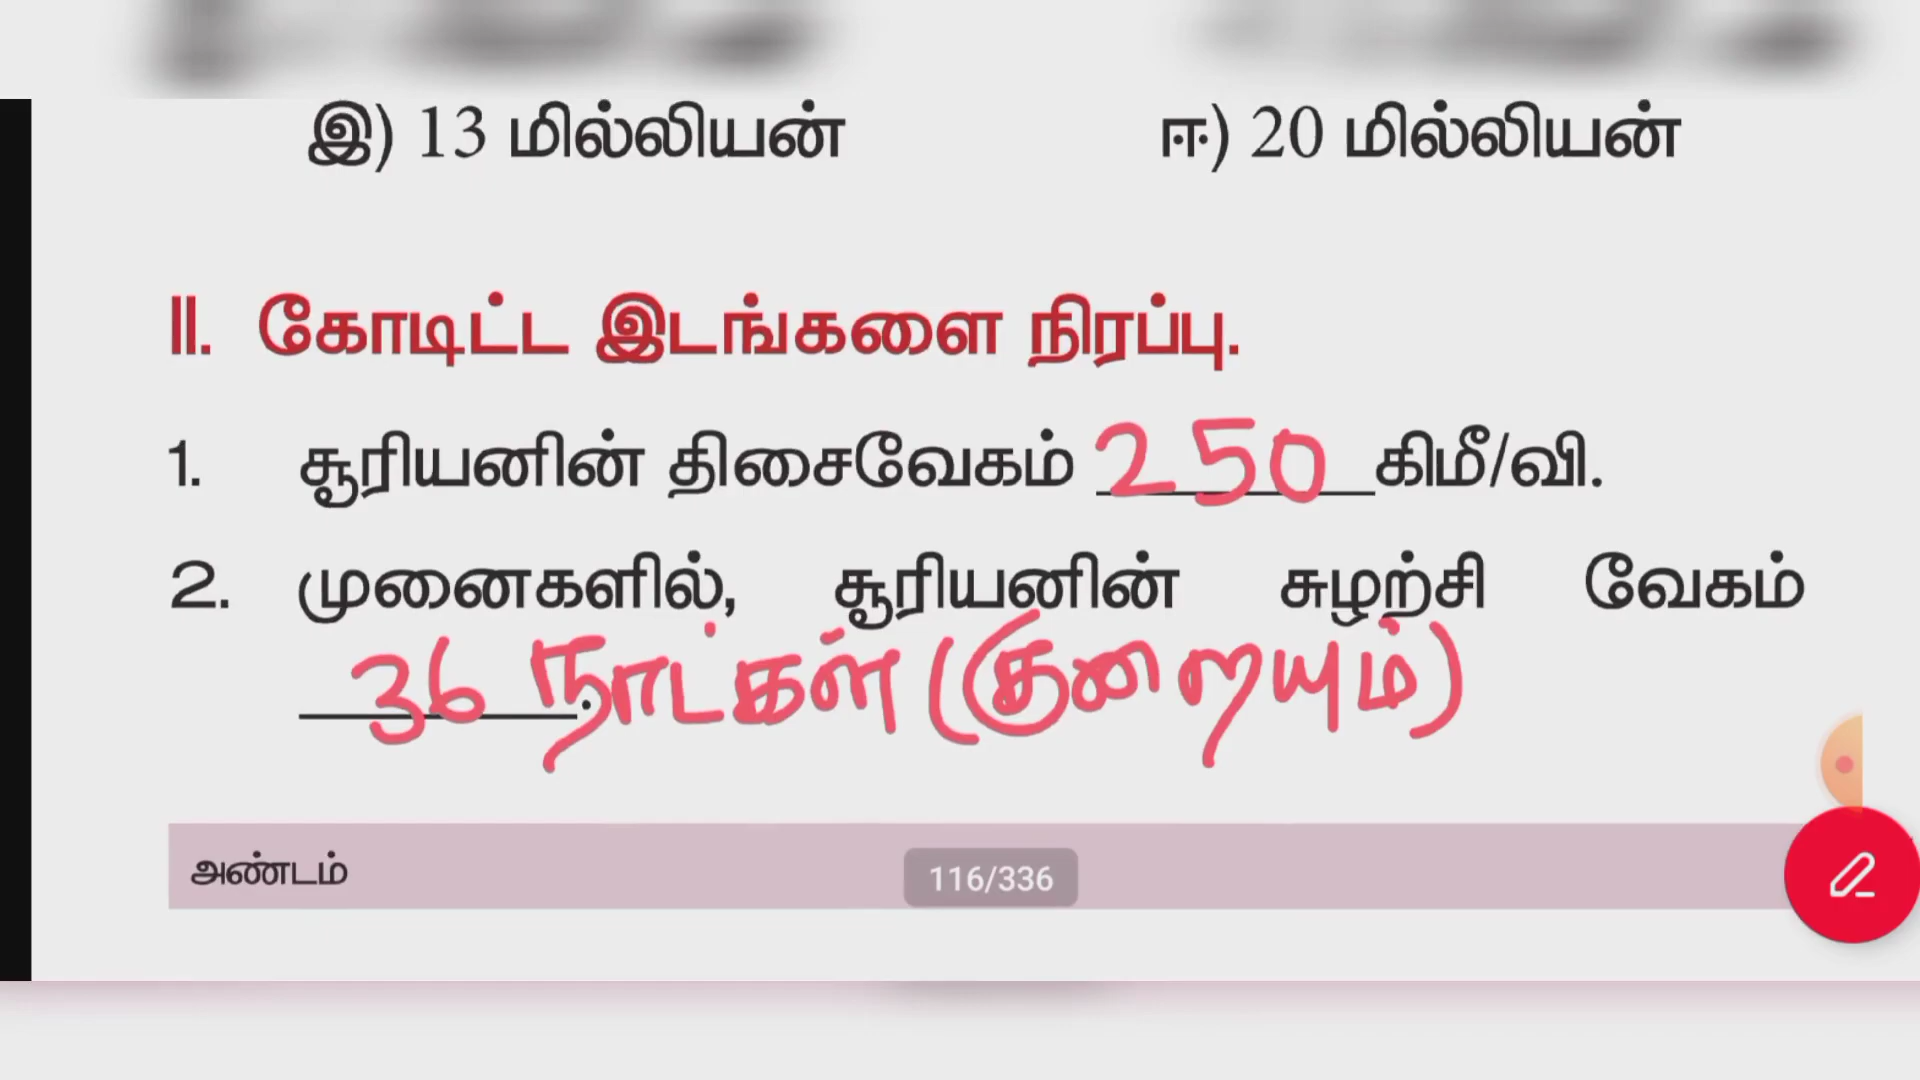 இ) 13 மில்லியன் ஈ) 20 மில்லியன்
II. கோடிட்ட இடங்களை நிரப்பு.
1. சூரியனின் திசைவேகம் 250 கிமீ/வி.
2. முனைகளில், சூரியனின் சுழற்சி வேகம்
36 நாட்கள் (குறையும்).
அண்டம்
116/336